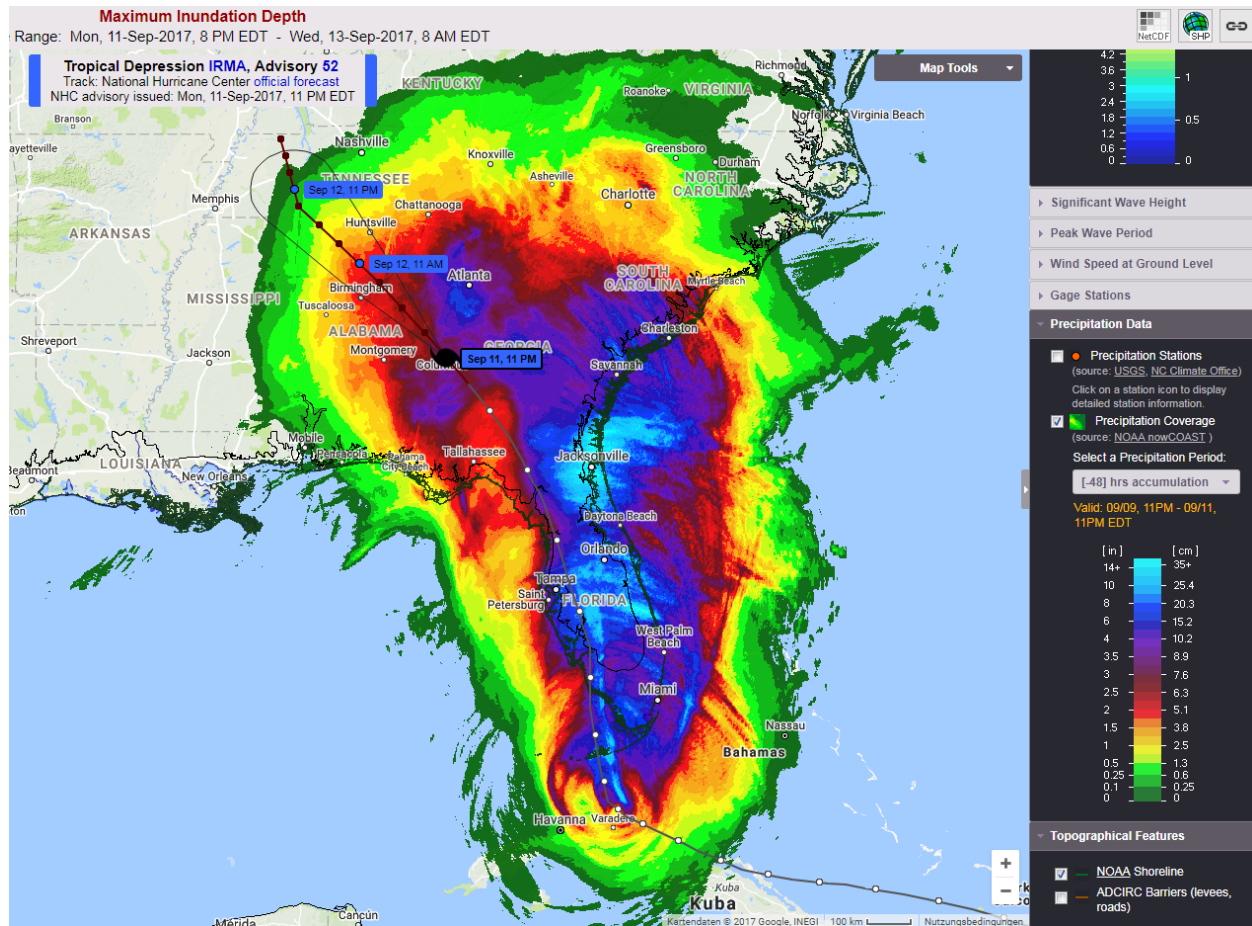 Maximum Inundation Depth
Range: Mon, 11-Sep-2017, 8 PM EDT - Wed, 13-Sep-2017, 8 AM EDT
NetCDF
SHP
Tropical Depression IRMA, Advisory 52
Track: National Hurricane Center official forecast
NHC advisory issued: Mon, 11-Sep-2017, 11 PM EDT
Map Tools
KENTUCKY
Richmond
Roanoke
VIRGINIA
Norfolk
Virginia Beach
Branson
ayetteville
Nashville
Knoxville
Greensboro
Durham
TENNESSEE
Asheville
NORTH
CAROLINA
Charlotte
Sep 12, 11 PM
Memphis
Chattanooga
Huntsville
ARKANSAS
Sep 12, 11 AM
Atlanta
SOUTH
CAROLINA
Myrtle Beach
Birmingham
MISSISSIPPI
Tuscaloosa
ALABAMA
Charleston
Shreveport
Jackson
Montgomery
GEORGIA
Sep 11, 11 PM
Columbu
Savannah
Mobile
Tallahassee
Jacksonville
Pensacola
Panama
City Beach
LOUISIANA
Beaumont
New Orleans
ton
Daytona Beach
Orlando
Tampa
Saint
Petersburg
FLORIDA
West Palm
Beach
Miami
Nassau
Bahamas
Havanna
Varadero
Kuba
Kuba
Mérida
Cancún
Kartendaten © 2017 Google, INEGI
100 km
Nutzungsbedingungen
+
−
4.2
3.6
3
2.4
1.8
1.2
0.6
0
1
0.5
0
Significant Wave Height
Peak Wave Period
Wind Speed at Ground Level
Gage Stations
Precipitation Data
Precipitation Stations
(source: USGS, NC Climate Office)
Click on a station icon to display
detailed station information.
Precipitation Coverage
(source: NOAA nowCOAST )
Select a Precipitation Period:
[-48] hrs accumulation
Valid: 09/09, 11PM - 09/11,
11PM EDT
[ in ] [ cm ]
14+ 35+
10 25.4
8 20.3
6 15.2
4 10.2
3.5 8.9
3 7.6
2.5 6.3
2 5.1
1.5 3.8
1 2.5
0.5 1.3
0.25 0.6
0.1 0.25
0 0
Topographical Features
NOAA Shoreline
ADCIRC Barriers (levees,
roads)